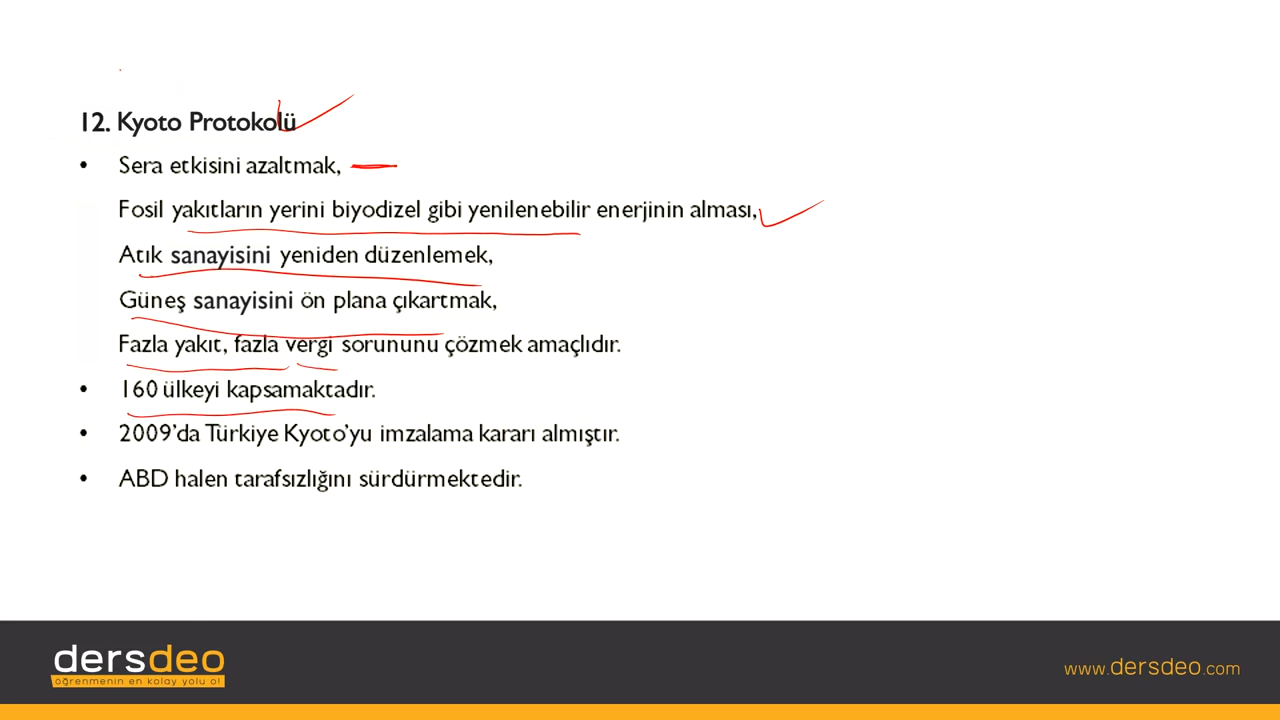 12. Kyoto Protokolü
• Sera etkisini azaltmak,
Fosil yakıtların yerini biyodizel gibi yenilenebilir enerjinin alması,
Atık sanayisini yeniden düzenlemek,
Güneş sanayisini ön plana çıkartmak,
Fazla yakıt, fazla vergi sorununu çözmek amaçlıdır.
• 160 ülkeyi kapsamaktadır.
• 2009’da Türkiye Kyoto’yu imzalama kararı almıştır.
• ABD halen tarafsızlığını sürdürmektedir.
dersdeo
öğrenmenin en kolay yolu o!
www.dersdeo.com